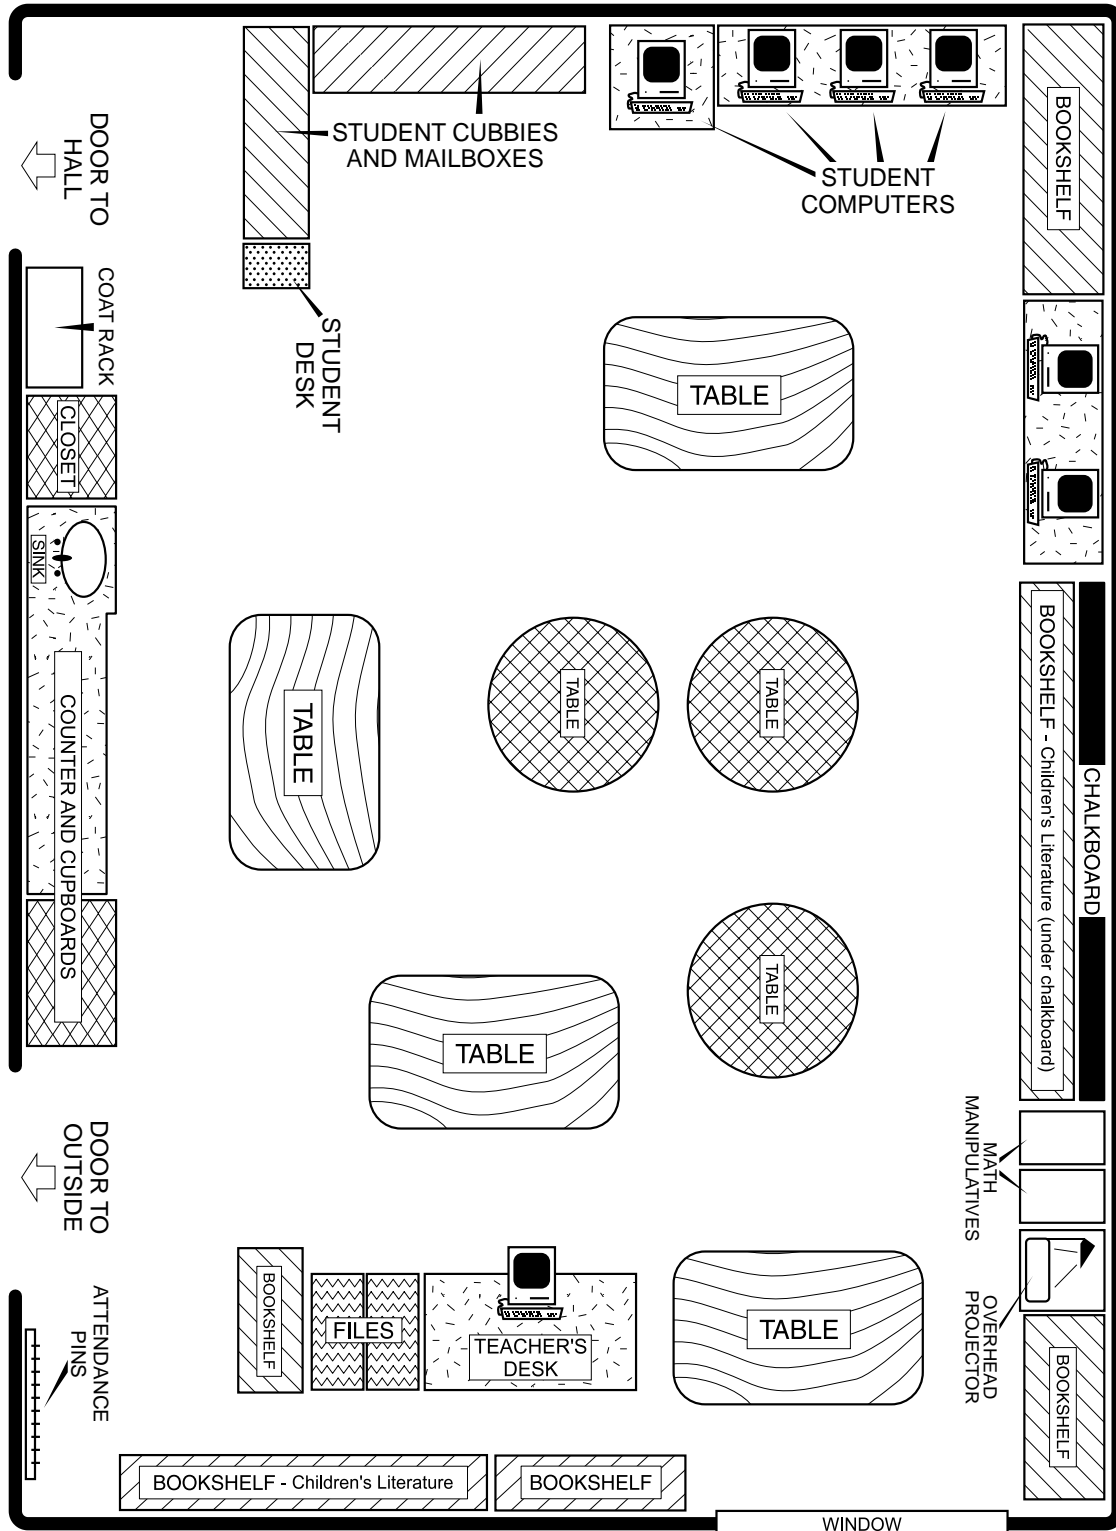 DOOR TO
HALL
STUDENT CUBBIES
AND MAILBOXES
STUDENT
COMPUTERS
BOOKSHELF
COAT RACK
STUDENT
DESK
TABLE
CLOSET
SINK
COUNTER AND CUPBOARDS
TABLE
TABLE
TABLE
BOOKSHELF - Children's Literature (under chalkboard)
CHALKBOARD
TABLE
TABLE
MATH
MANIPULATIVES
DOOR TO
OUTSIDE
ATTENDANCE
PINS
BOOKSHELF
FILES
TEACHER'S
DESK
TABLE
OVERHEAD
PROJECTOR
BOOKSHELF
BOOKSHELF - Children's Literature
BOOKSHELF
WINDOW